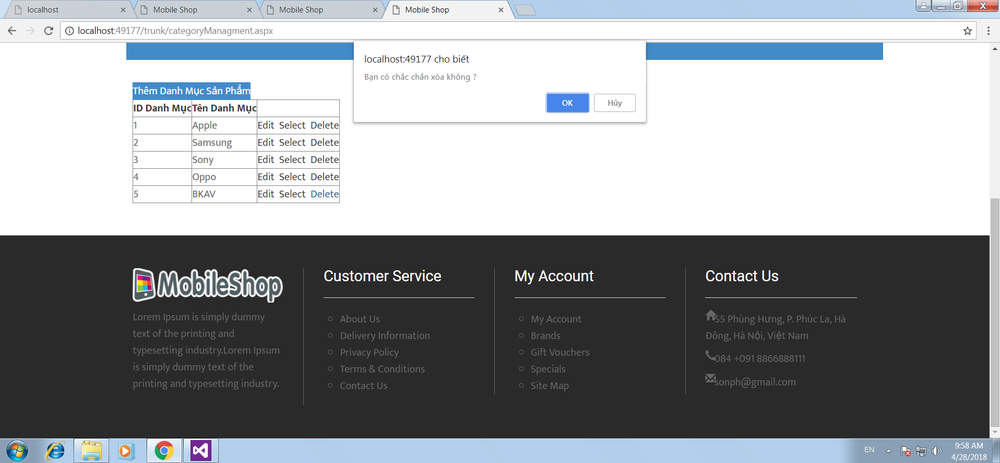 localhost
Mobile Shop
Mobile Shop
Mobile Shop
localhost:49177/trunk/categoryManagment.aspx
localhost:49177 cho biết
Bạn có chắc chắn xóa không ?
OK
Hủy
Thêm Danh Mục Sản Phẩm
ID Danh Mục Tên Danh Mục
1 Apple Edit Select Delete
2 Samsung Edit Select Delete
3 Sony Edit Select Delete
4 Oppo Edit Select Delete
5 BKAV Edit Select Delete
MobileShop
Lorem Ipsum is simply dummy
text of the printing and
typesetting industry.Lorem Ipsum
is simply dummy text of the
printing and typesetting industry.
Customer Service
About Us
Delivery Information
Privacy Policy
Terms & Conditions
Contact Us
My Account
My Account
Brands
Gift Vouchers
Specials
Site Map
Contact Us
55 Phùng Hưng, P. Phúc La, Hà
Đông, Hà Nội, Việt Nam
084 +091 8866888111
sonph@gmail.com
EN
9:58 AM
4/28/2018